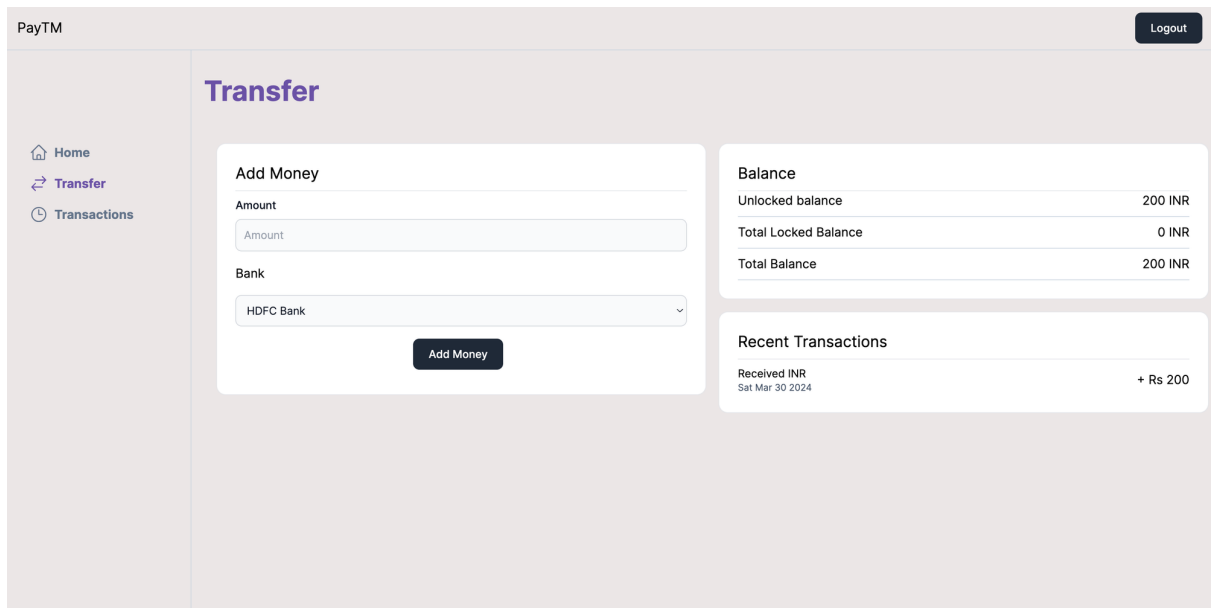 PayTM
Logout
Home
Transfer
Transactions
Transfer
Add Money
Amount
Amount
Bank
HDFC Bank
Add Money
Balance
Unlocked balance 200 INR
Total Locked Balance 0 INR
Total Balance 200 INR
Recent Transactions
Received INR
Sat Mar 30 2024
+ Rs 200